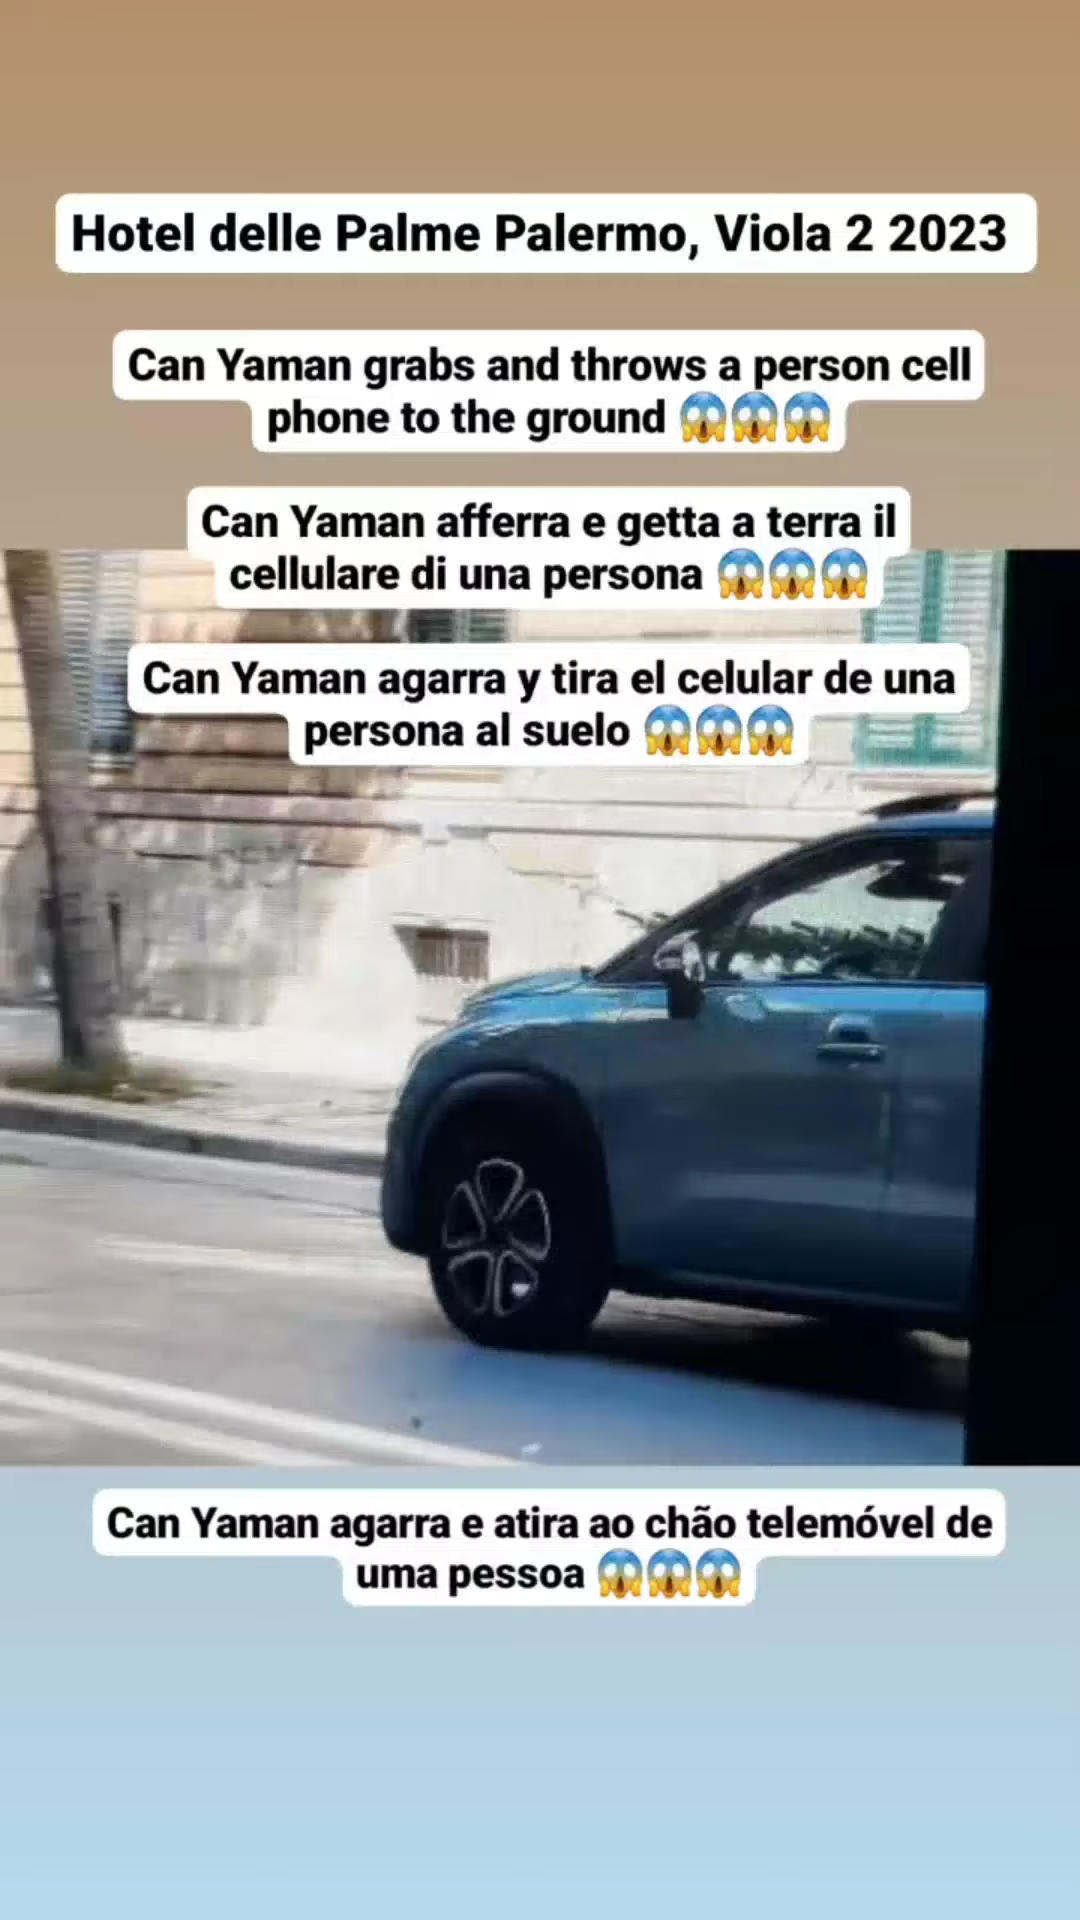 Hotel delle Palme Palermo, Viola 2 2023
Can Yaman grabs and throws a person cell
phone to the ground 😱😱😱
Can Yaman afferra e getta a terra il
cellulare di una persona 😱😱😱
Can Yaman agarra y tira el celular de una
persona al suelo 😱😱😱
Can Yaman agarra e atira ao chão telemóvel de
uma pessoa 😱😱😱